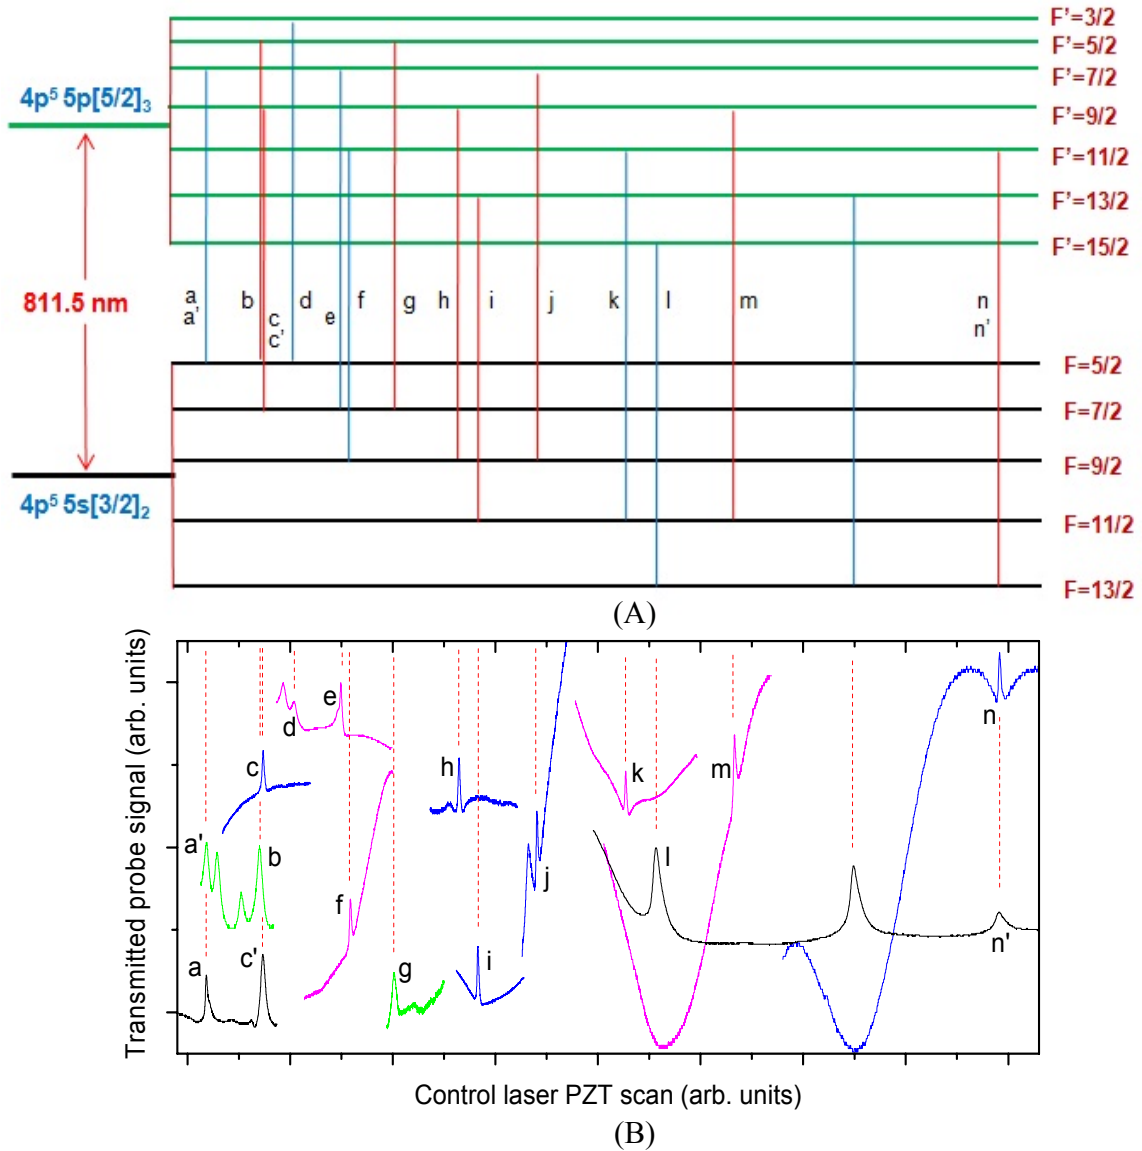 F'=3/2
F'=5/2
F'=7/2
4p⁵ 5p[5/2]₃
F'=9/2
F'=11/2
F'=13/2
F'=15/2
811.5 nm
a
a'
b
c
c'
d
e
f
g
h
i
j
k
l
m
n
n'
F=5/2
F=7/2
F=9/2
4p⁵ 5s[3/2]₂
F=11/2
F=13/2
(A)
Transmitted probe signal (arb. units)
e
d
c
h
k
m
n
a'
b
l
j
f
a
c'
g
i
n'
Control laser PZT scan (arb. units)
(B)